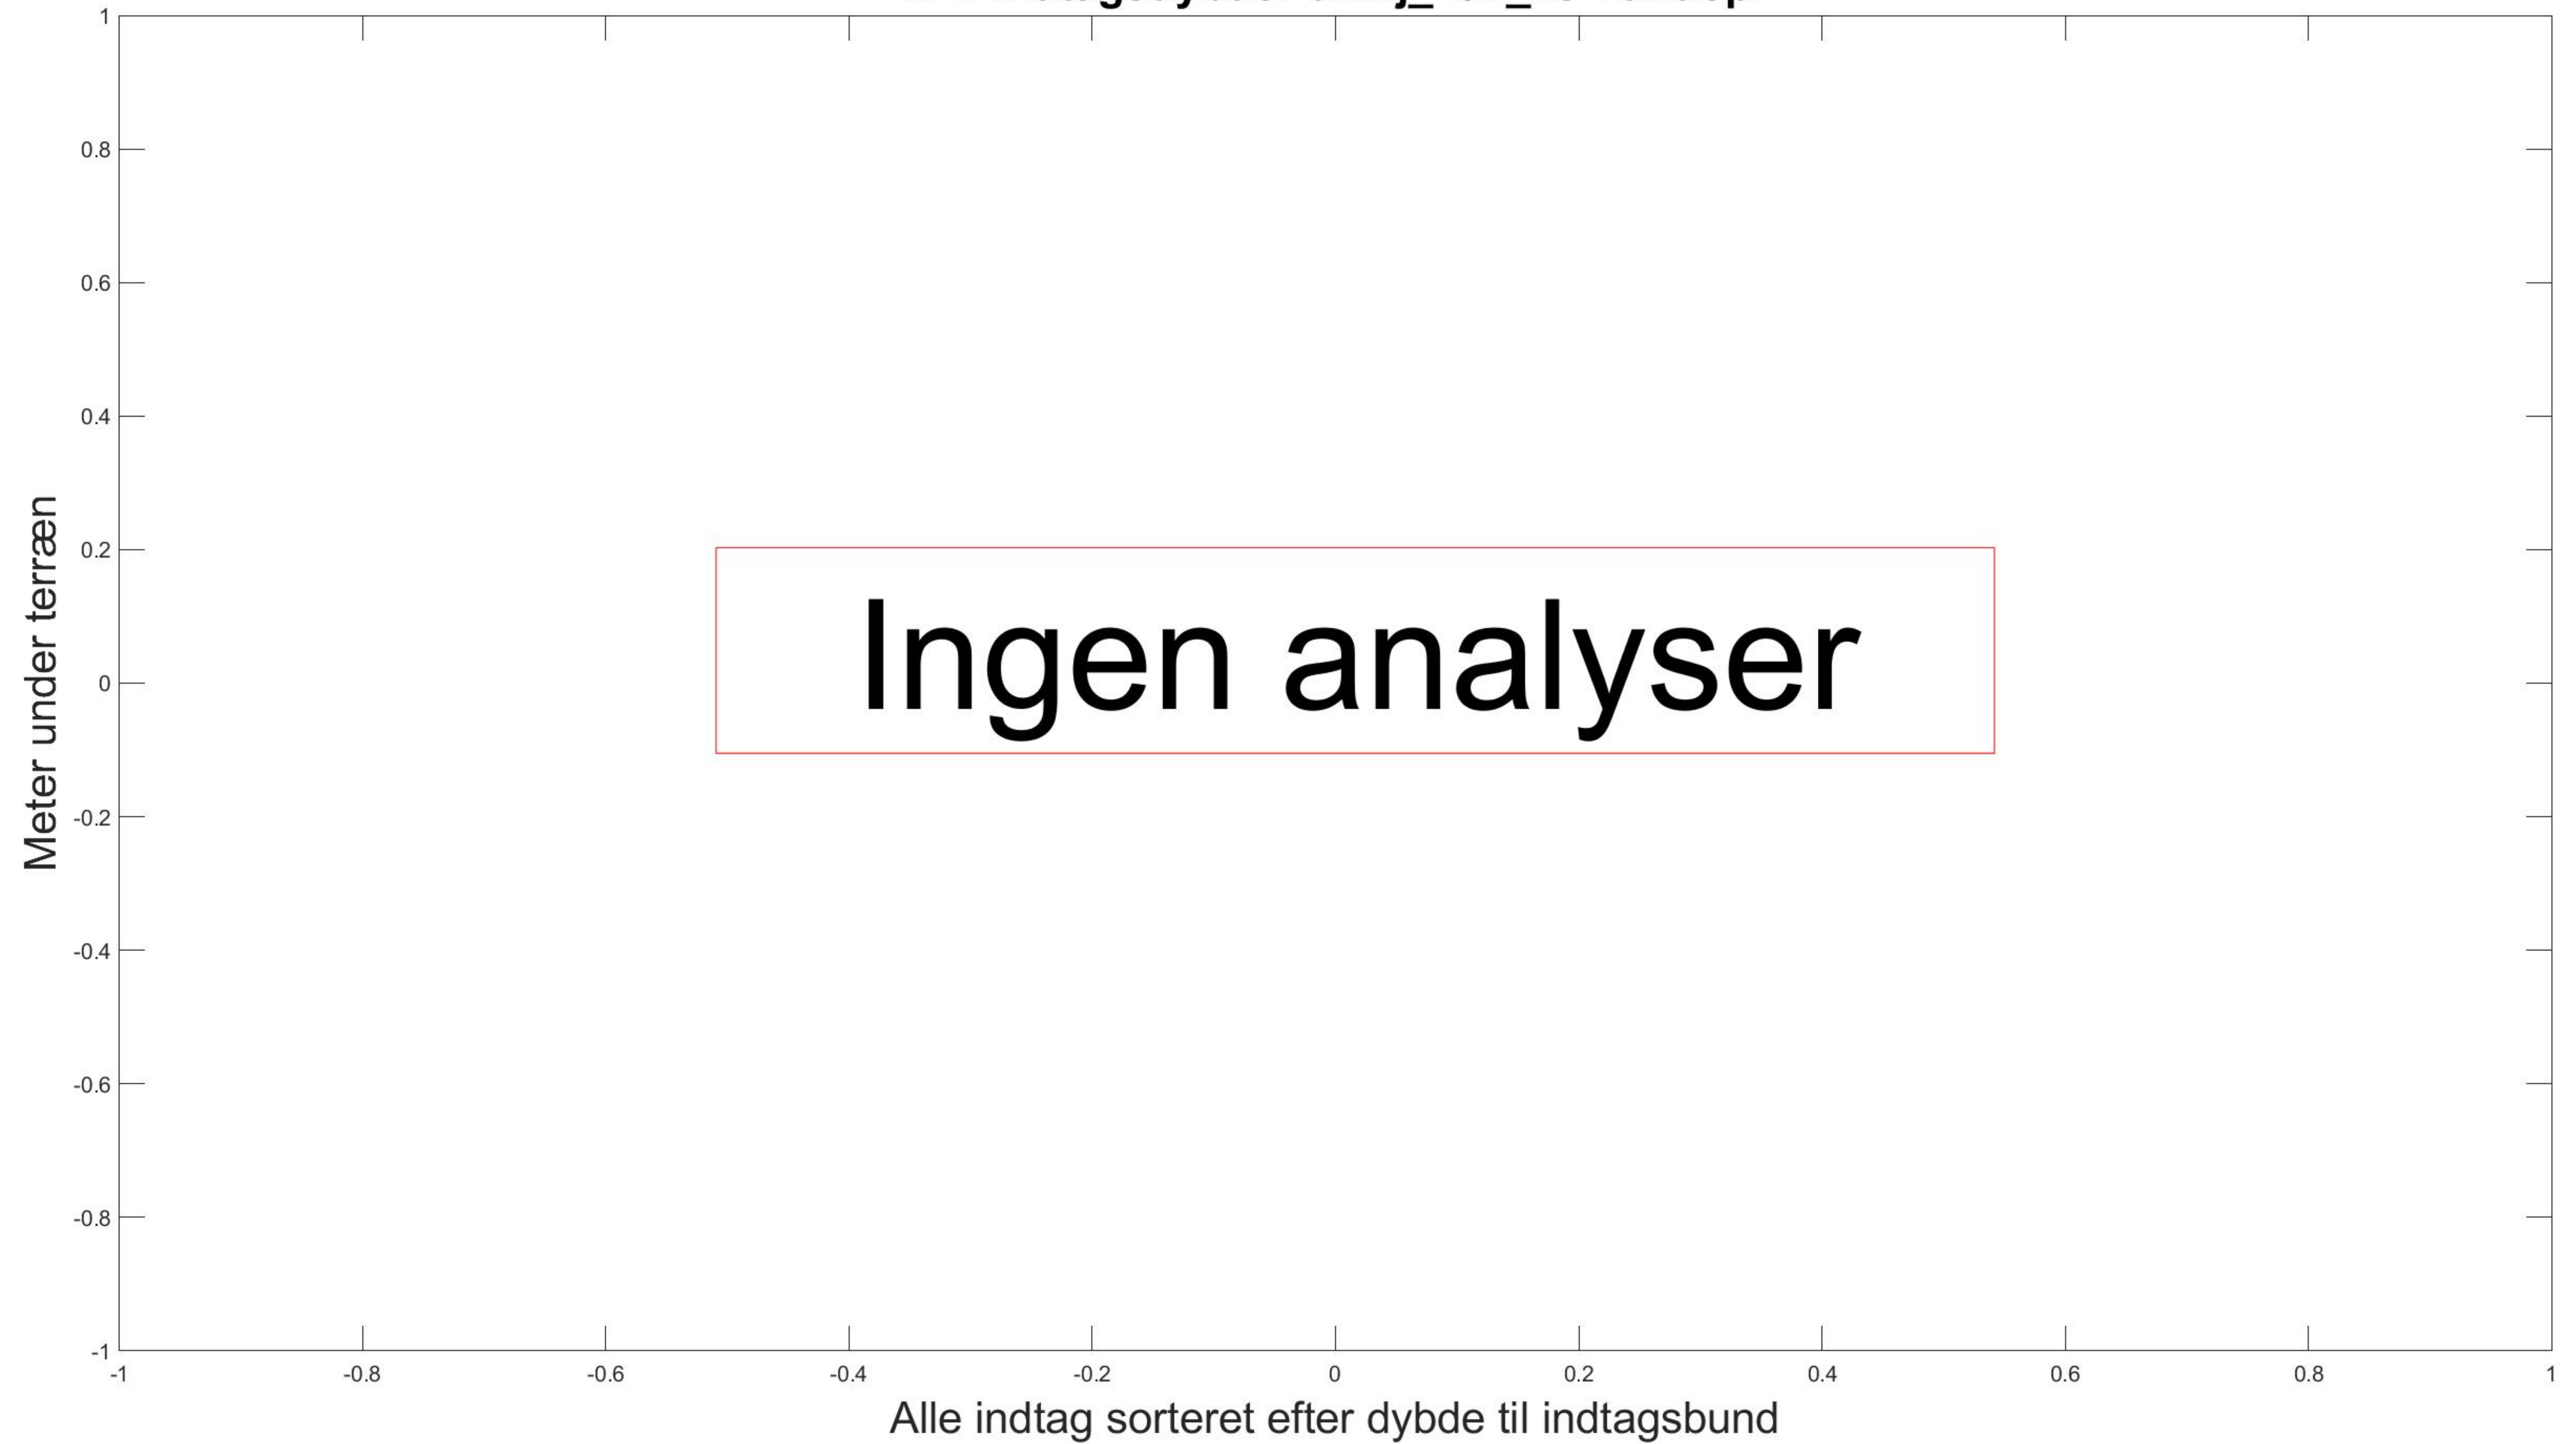 1
0.8
0.6
0.4
0.2
0
-0.2
-0.4
-0.6
-0.8
-1
Meter under terræn
Ingen analyser
-1 -0.8 -0.6 -0.4 -0.2 0 0.2 0.4 0.6 0.8 1
Alle indtag sorteret efter dybde til indtagsbund